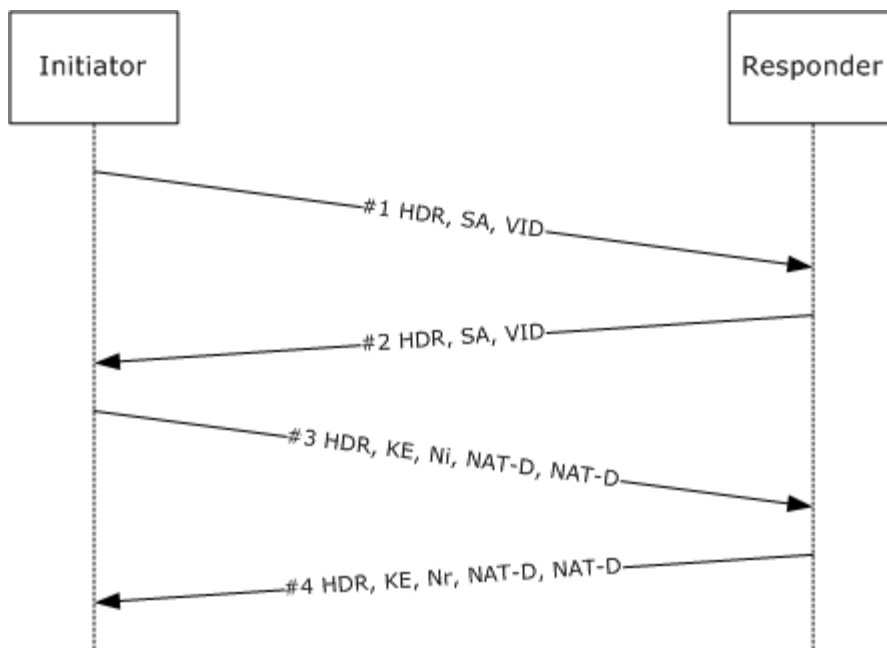 Initiator
Responder
#1 HDR, SA, VID
#2 HDR, SA, VID
#3 HDR, KE, Ni, NAT-D, NAT-D
#4 HDR, KE, Nr, NAT-D, NAT-D